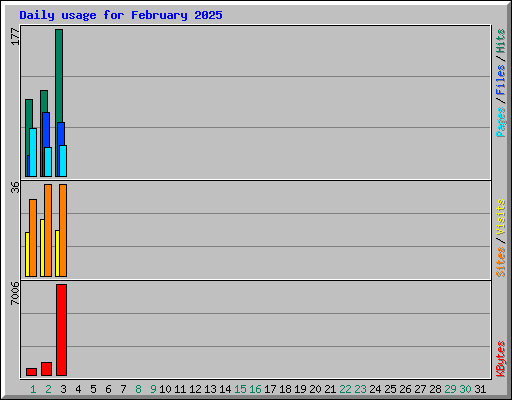 Daily usage for February 2025
177
Pages / Files / Hits
36
Sites / Visits
7006
KBytes
1 2 3 4 5 6 7 8 9 10 11 12 13 14 15 16 17 18 19 20 21 22 23 24 25 26 27 28 29 30 31